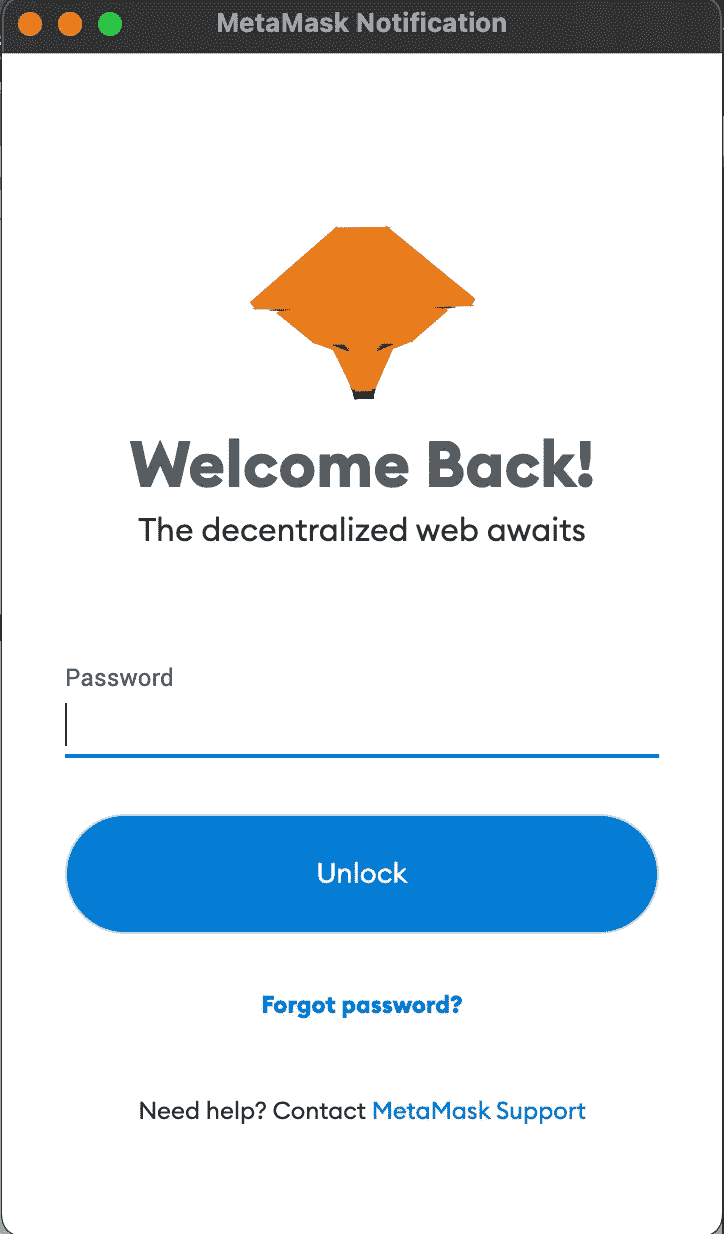 MetaMask Notification
Welcome Back!
The decentralized web awaits
Password
Unlock
Forgot password?
Need help? Contact MetaMask Support